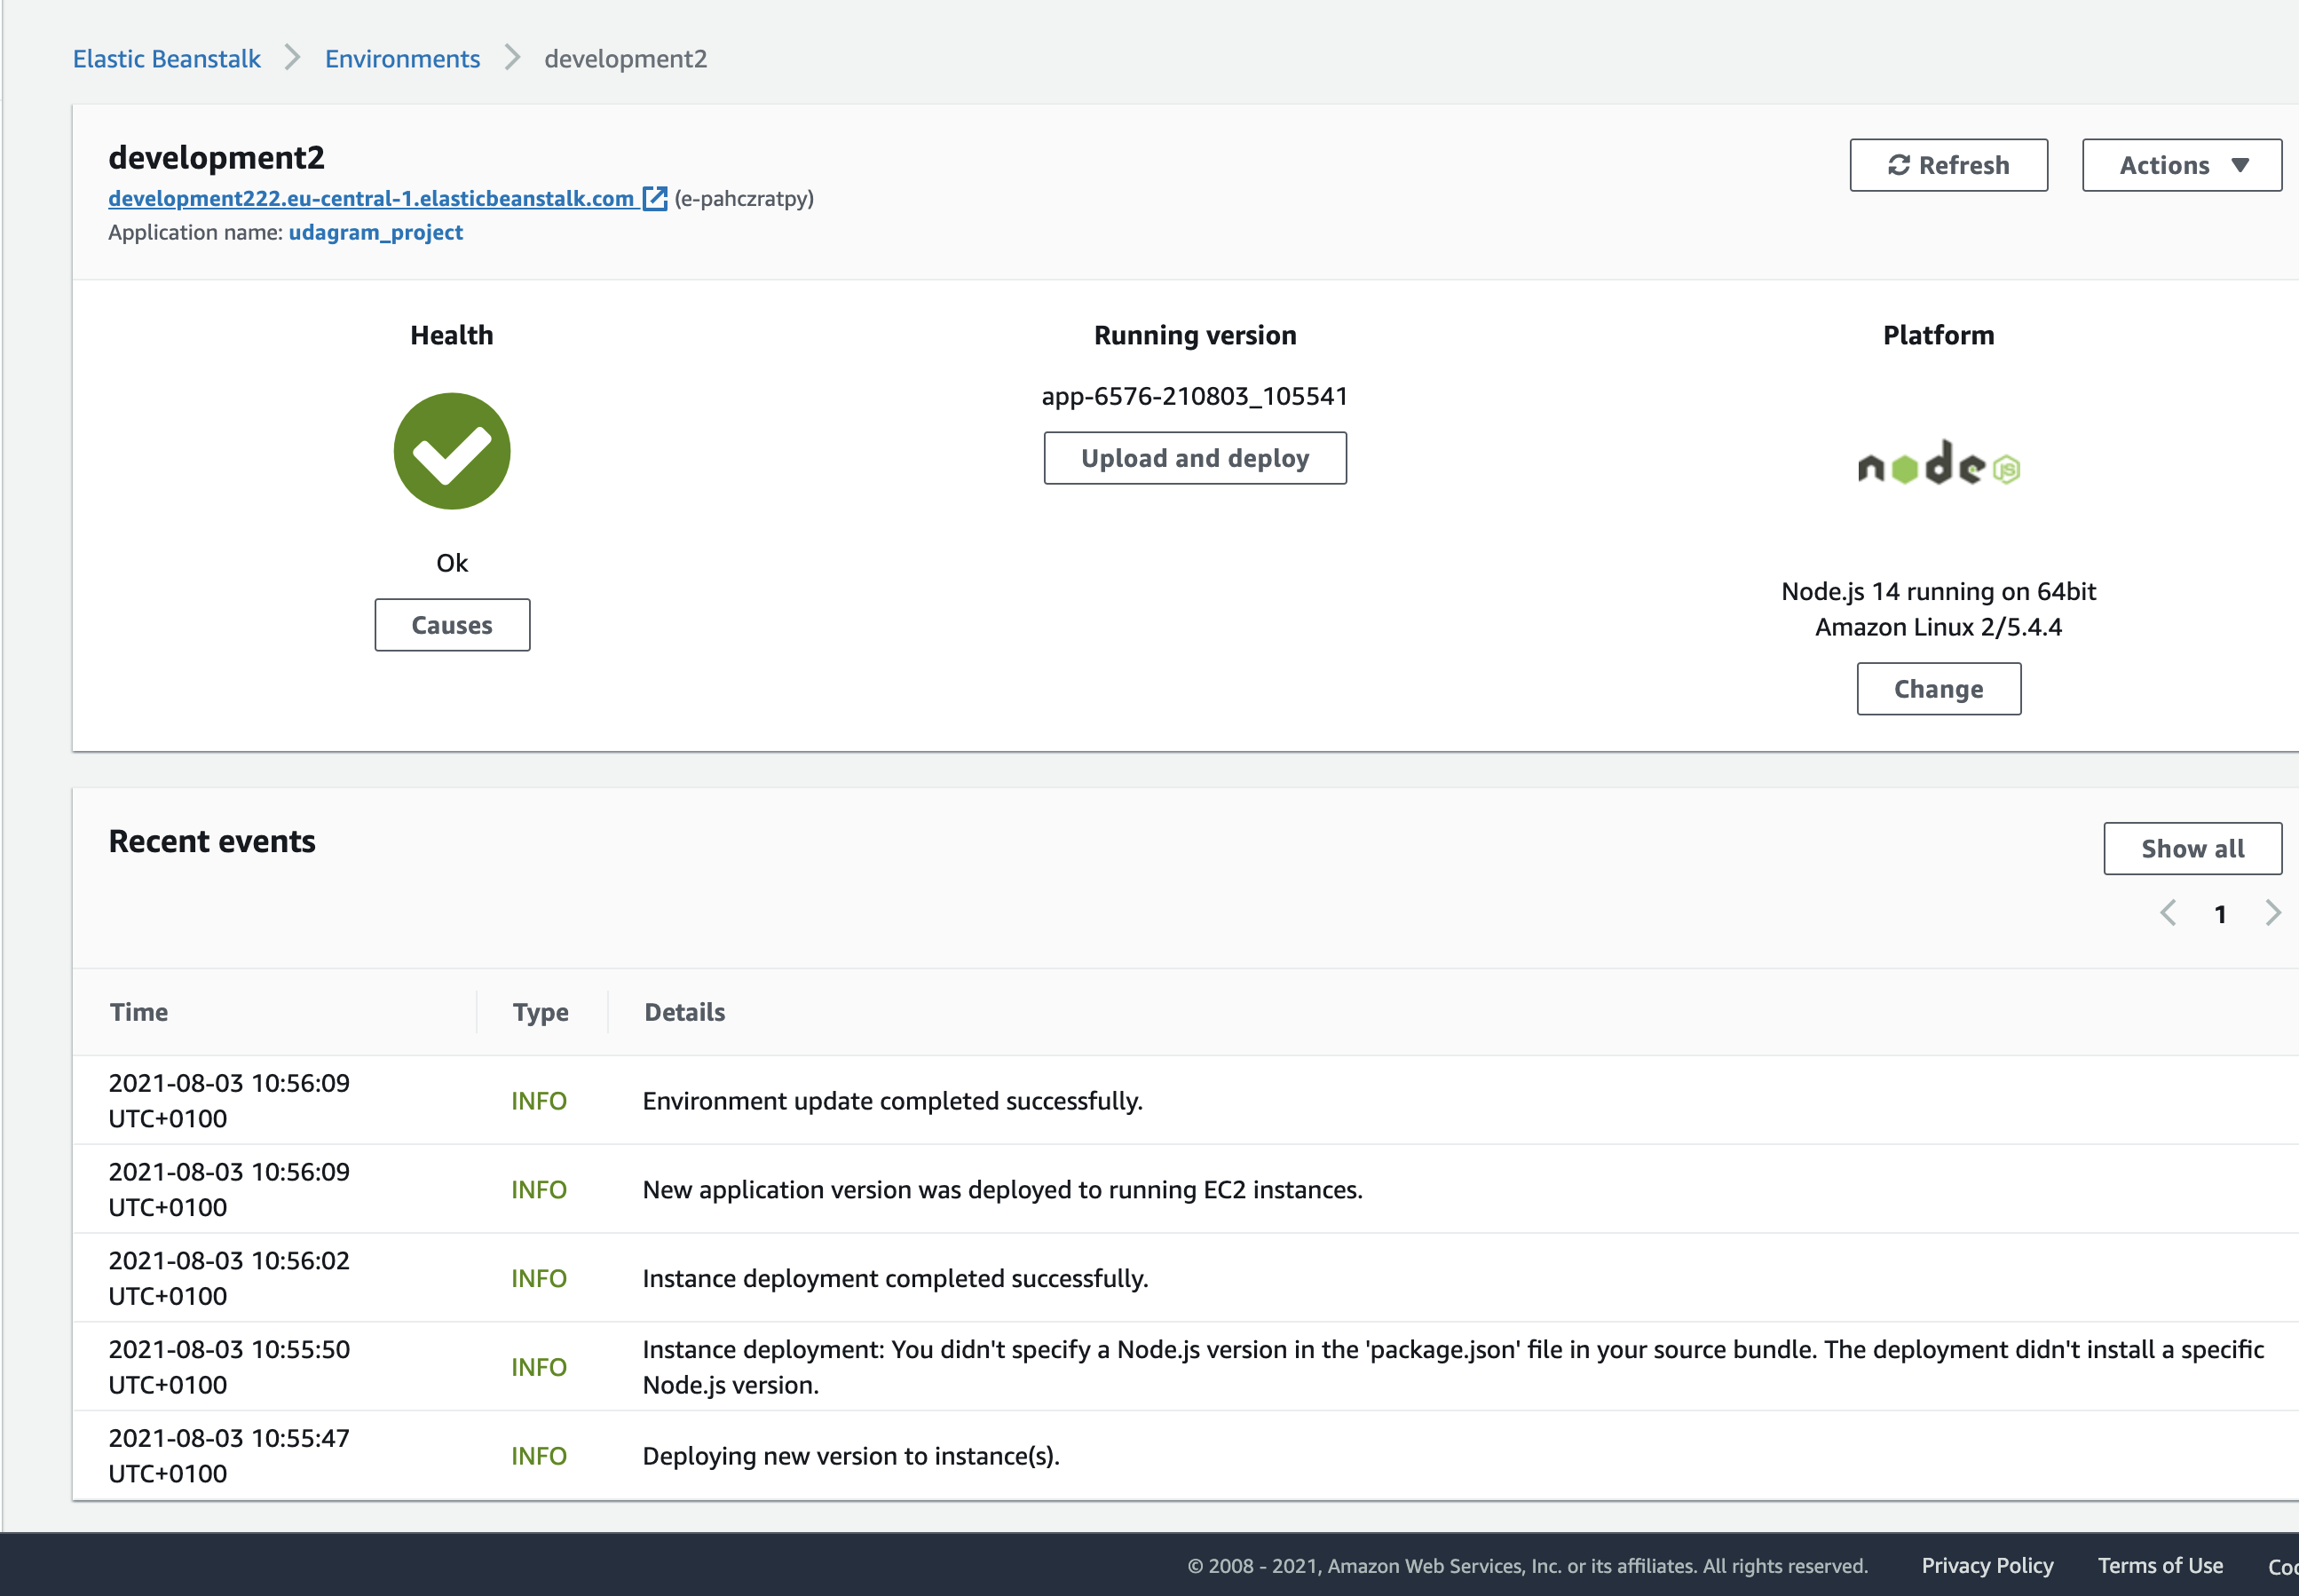 Elastic Beanstalk > Environments > development2
development2
Refresh
Actions ▼
development222.eu-central-1.elasticbeanstalk.com (e-pahczratpy)
Application name: udagram_project
Health
Ok
Causes
Running version
app-6576-210803_105541
Upload and deploy
Platform
node JS
Node.js 14 running on 64bit
Amazon Linux 2/5.4.4
Change
Recent events
Show all
< 1 >
Time Type Details
2021-08-03 10:56:09
UTC+0100
INFO
Environment update completed successfully.
2021-08-03 10:56:09
UTC+0100
INFO
New application version was deployed to running EC2 instances.
2021-08-03 10:56:02
UTC+0100
INFO
Instance deployment completed successfully.
2021-08-03 10:55:50
UTC+0100
INFO
Instance deployment: You didn't specify a Node.js version in the 'package.json' file in your source bundle. The deployment didn't install a specific
Node.js version.
2021-08-03 10:55:47
UTC+0100
INFO
Deploying new version to instance(s).
© 2008 - 2021, Amazon Web Services, Inc. or its affiliates. All rights reserved. Privacy Policy Terms of Use